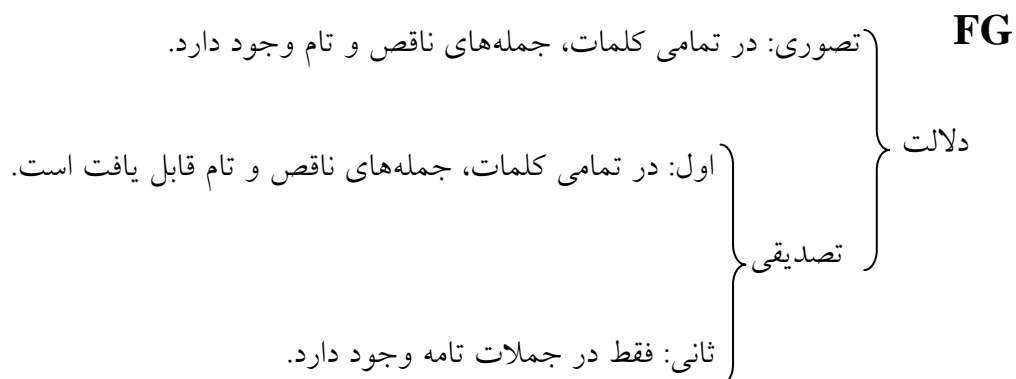 FG
تصوری: در تمامی کلمات، جمله‌های ناقص و تام وجود دارد.
دلالت
اول: در تمامی کلمات، جمله‌های ناقص و تام قابل یافت است.
تصدیقی
ثانی: فقط در جملات تامه وجود دارد.